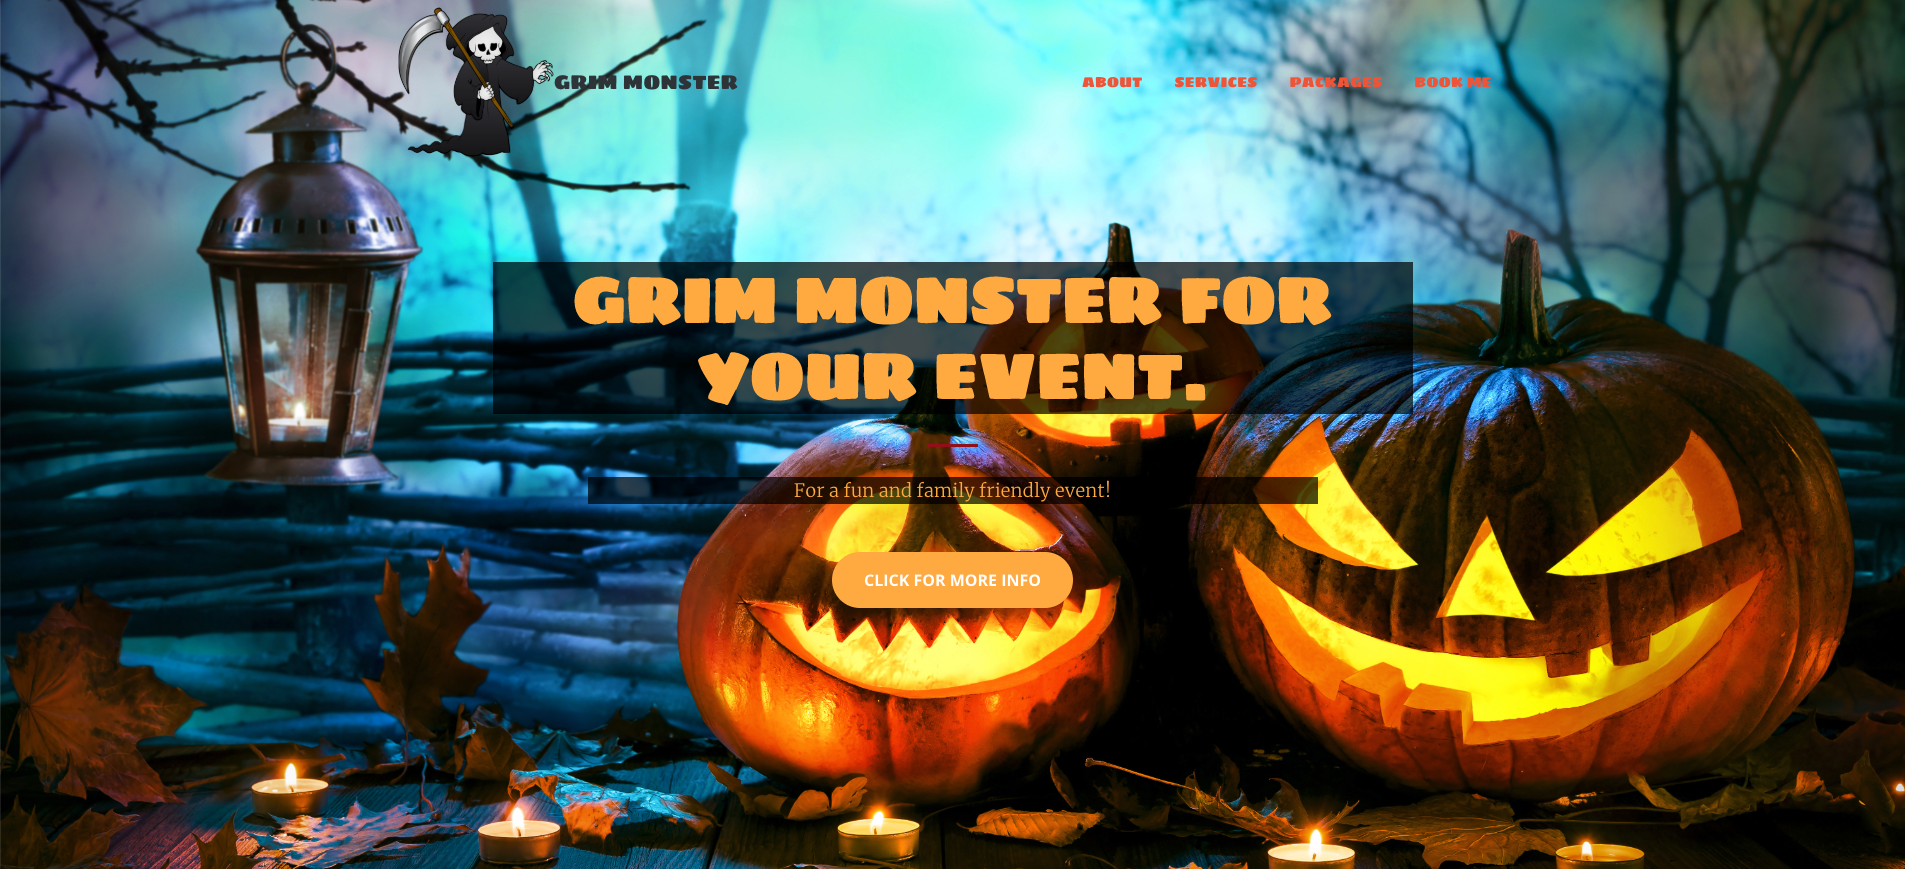 GRIM MONSTER
ABOUT
SERVICES
PACKAGES
BOOK ME
GRIM MONSTER FOR
YOUR EVENT.
For a fun and family friendly event!
CLICK FOR MORE INFO